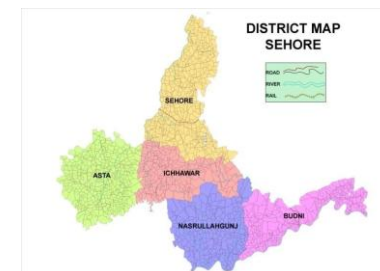 DISTRICT MAP
SEHORE
ROAD
RIVER
RAIL
SEHORE
ASTA
ICHHAWAR
NASRULLAHGUNJ
BUDNI